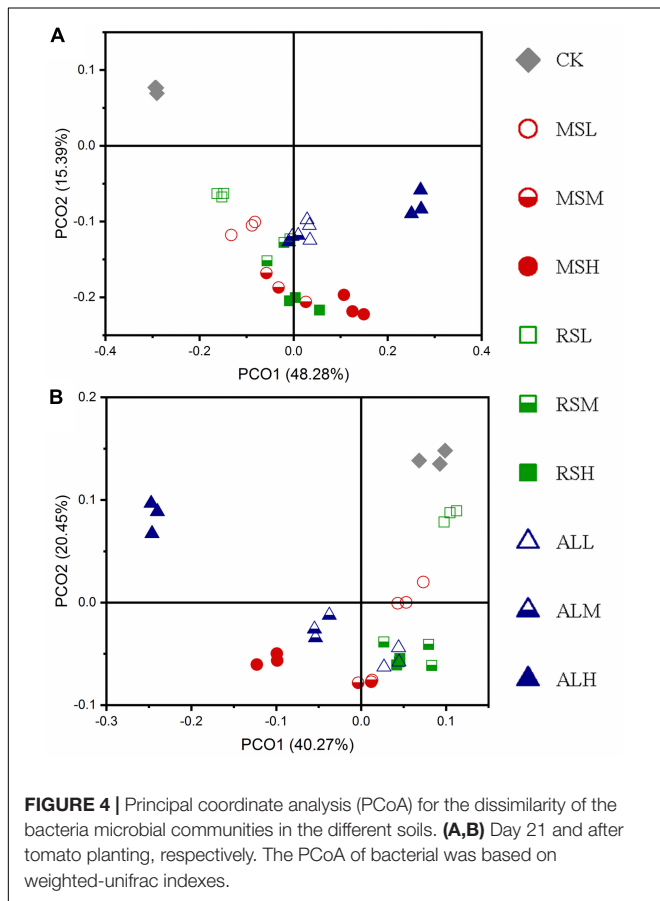 A
0.1
0.0
-0.1
-0.2
PCO2 (15.39%)
-0.4
-0.2
0.0
0.2
0.4
PCO1 (48.28%)
B
0.2
0.1
0.0
-0.1
PCO2 (20.45%)
-0.3
-0.2
-0.1
0.0
0.1
PCO1 (40.27%)
CK
MSL
MSM
MSH
RSL
RSM
RSH
ALL
ALM
ALH
FIGURE 4 | Principal coordinate analysis (PCoA) for the dissimilarity of the
bacteria microbial communities in the different soils. (A,B) Day 21 and after
tomato planting, respectively. The PCoA of bacterial was based on
weighted-unifrac indexes.